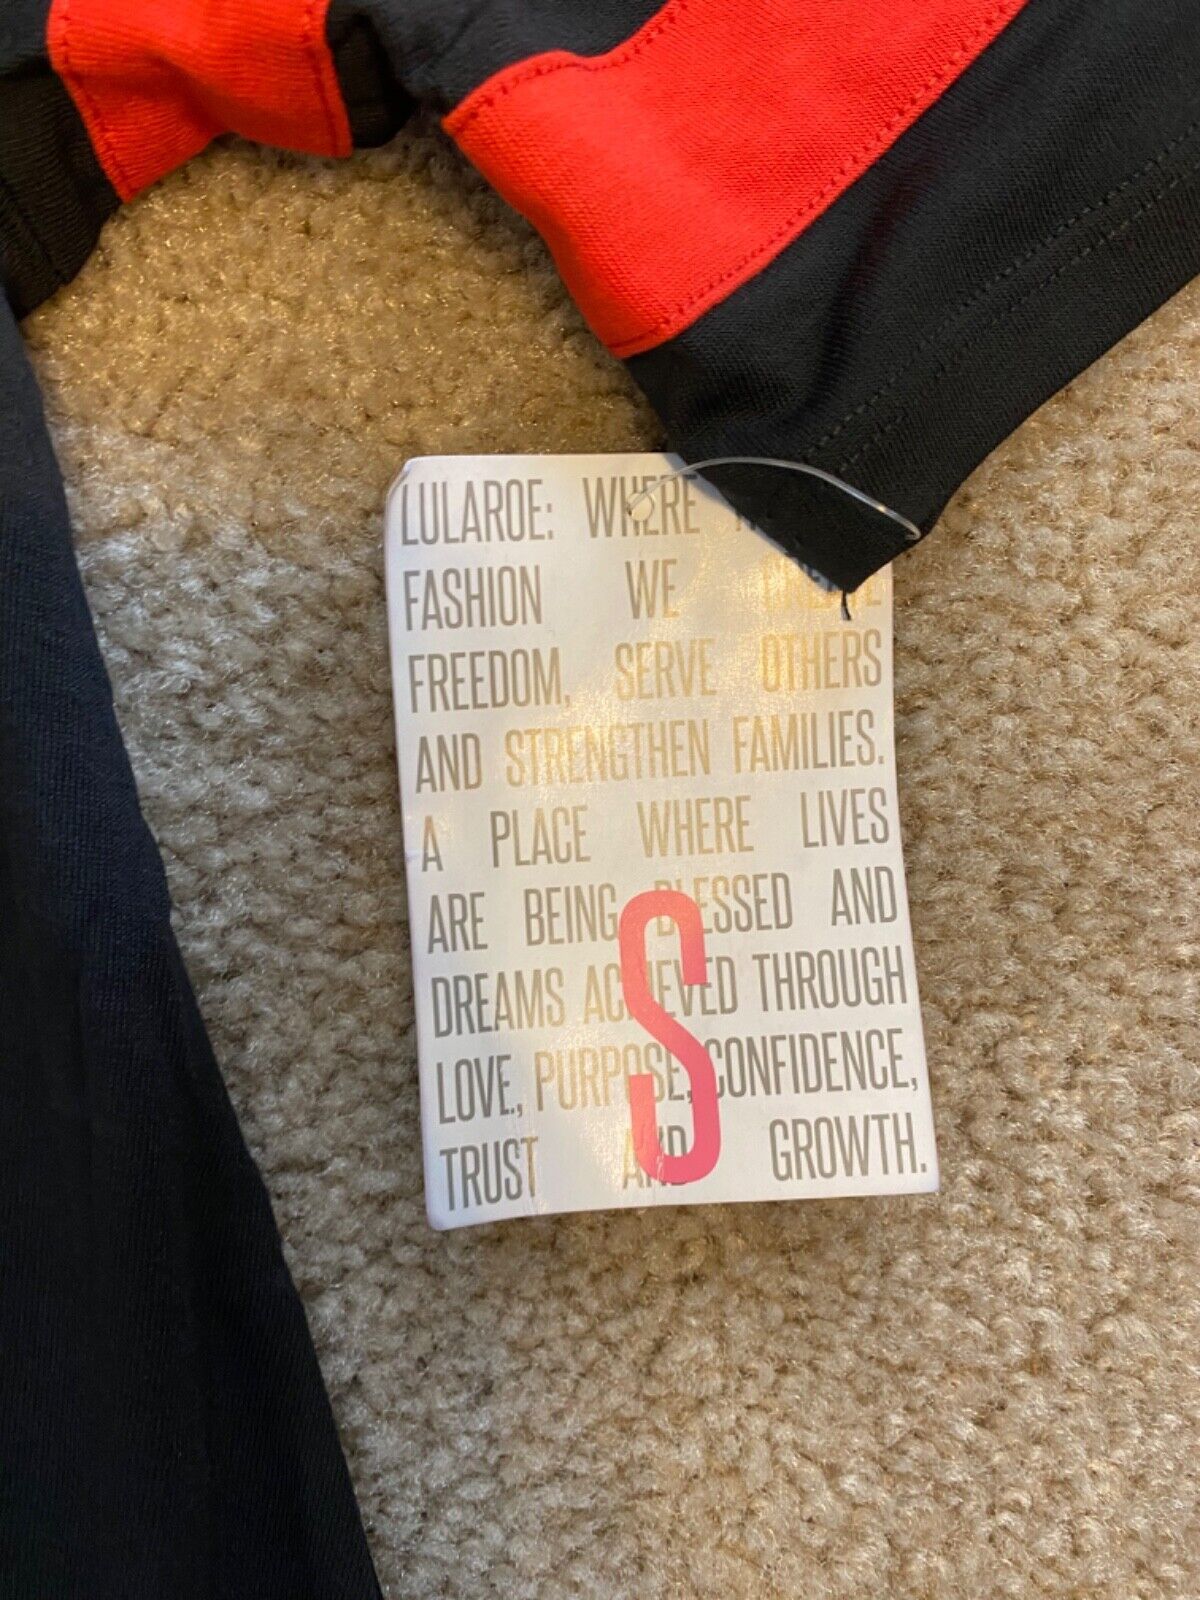 LULAROE: WHERE
FASHION WE CREATE
FREEDOM, SERVE OTHERS
AND STRENGTHEN FAMILIES.
A PLACE WHERE LIVES
ARE BEING BLESSED AND
DREAMS ACHIEVED THROUGH
LOVE, PURPOSE, CONFIDENCE,
TRUST AND GROWTH.
S